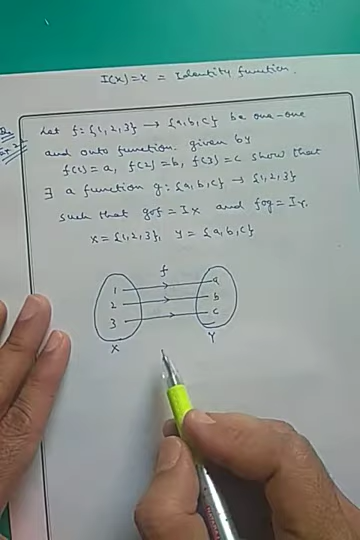 I(x)=x = Identity function.
Let f: {1,2,3} → {a,b,c} be one-one
and onto function. given by
f(1) = a, f(2) = b, f(3) = c show that
∃ a function g: {a,b,c} → {1,2,3}
such that gof = Ix and fog = Iy.
x = {1,2,3}, y = {a,b,c}
f
1 a
2 b
3 c
X Y